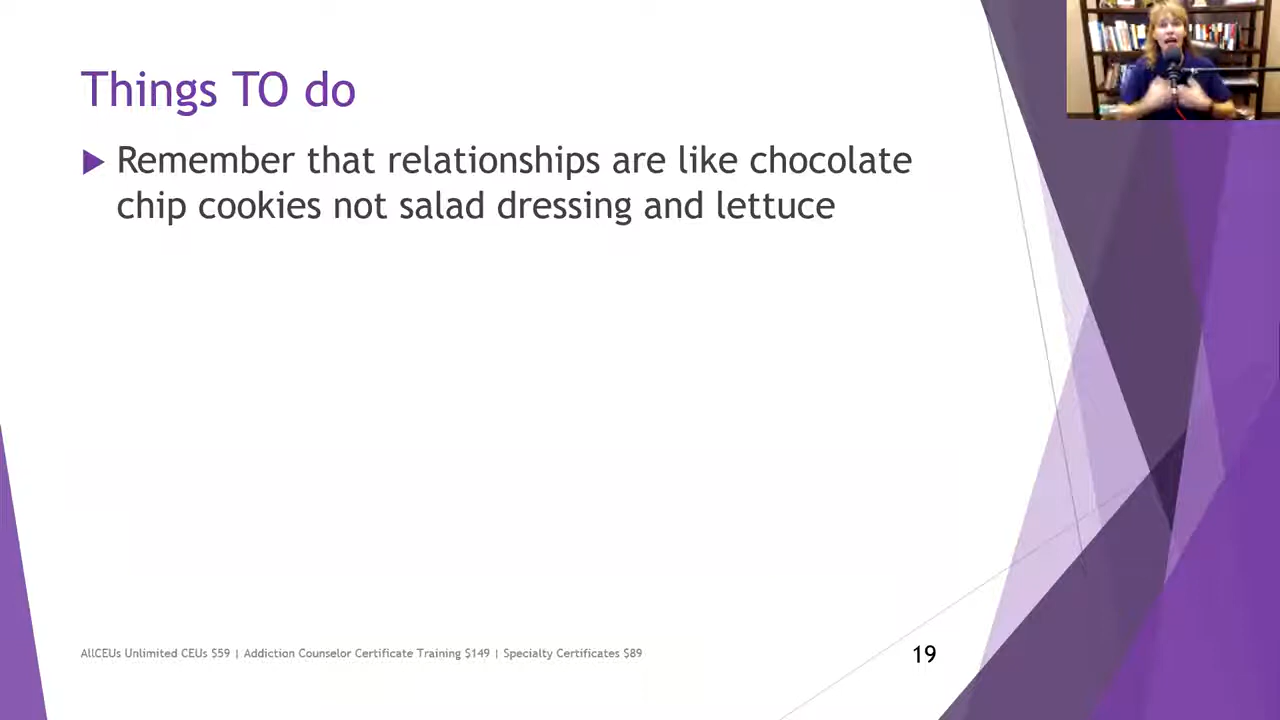 Things TO do
Remember that relationships are like chocolate
chip cookies not salad dressing and lettuce
AllCEUs Unlimited CEUs $59 | Addiction Counselor Certificate Training $149 | Specialty Certificates $89
19